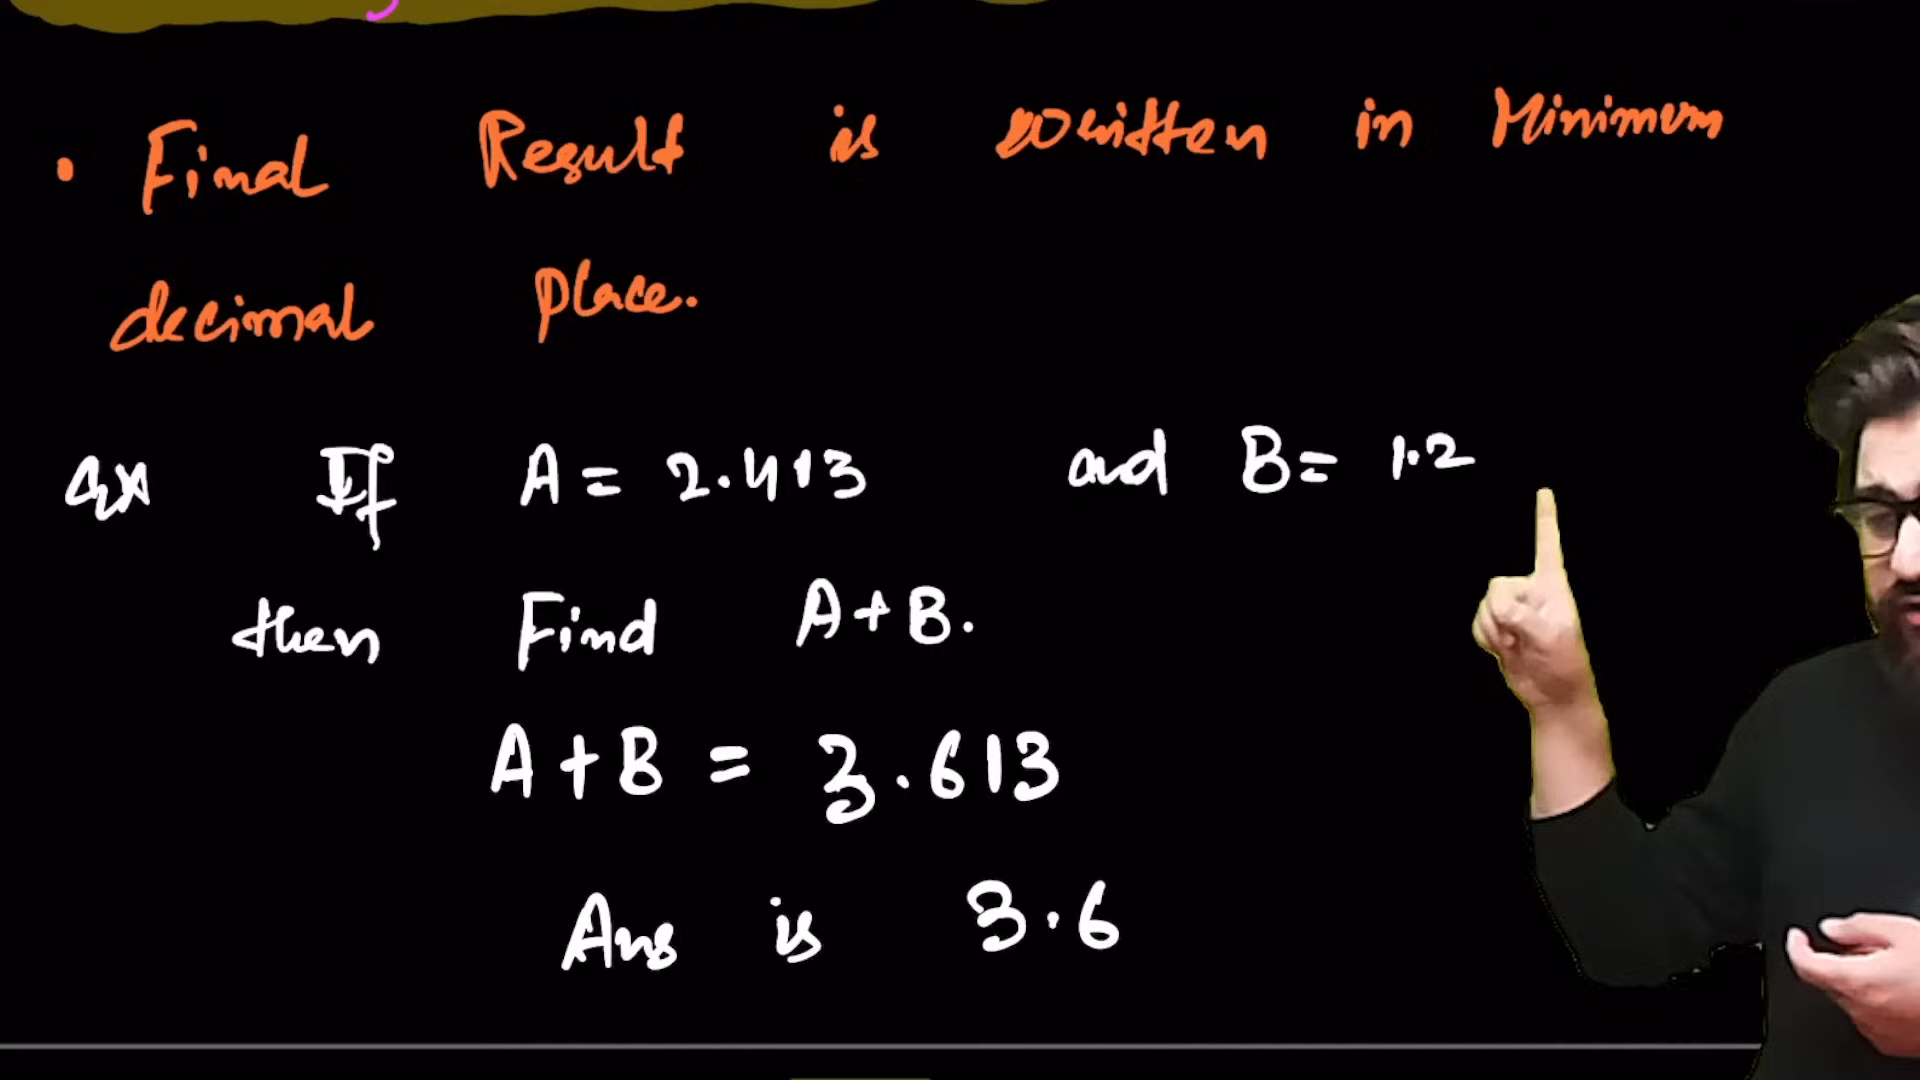 • Final Result is written in Minimum
decimal place.
Ex If A = 2.413 and B = 1.2
then Find A+B.
A+B = 3.613
Ans is 3.6